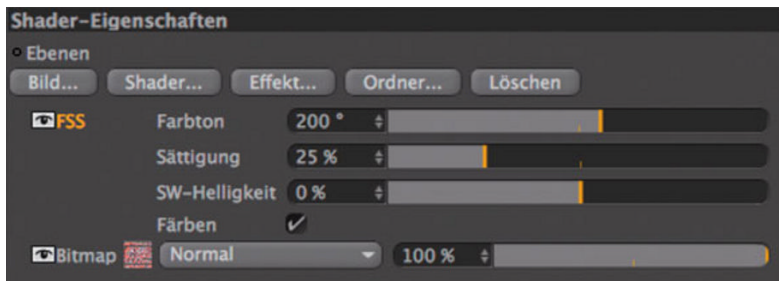 Shader-Eigenschaften
Ebenen
Bild... Shader... Effekt... Ordner... Löschen
FSS Farbton 200 °
Sättigung 25 %
SW-Helligkeit 0 %
Färben
Bitmap Normal 100 %